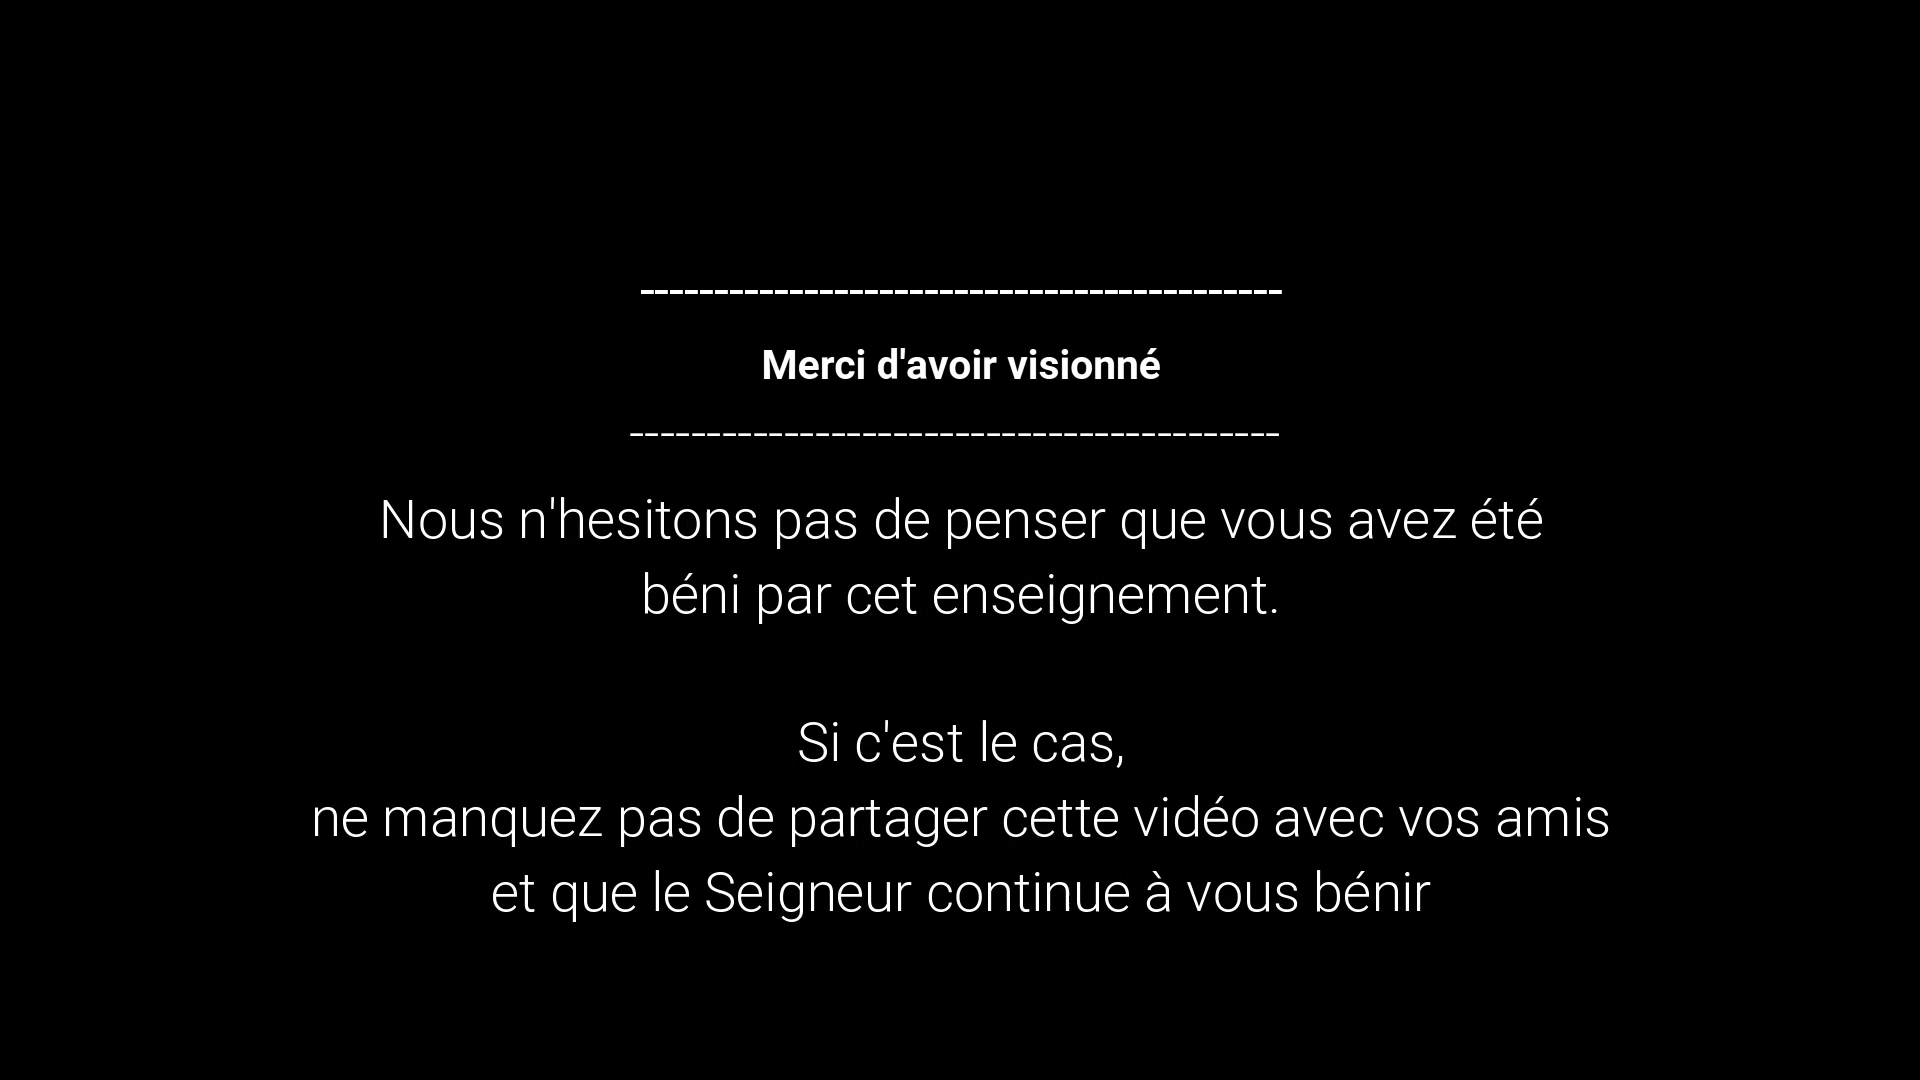 -------------------------------------------
Merci d'avoir visionné
-------------------------------------------
Nous n'hesitons pas de penser que vous avez été
béni par cet enseignement.
Si c'est le cas,
ne manquez pas de partager cette vidéo avec vos amis
et que le Seigneur continue à vous bénir